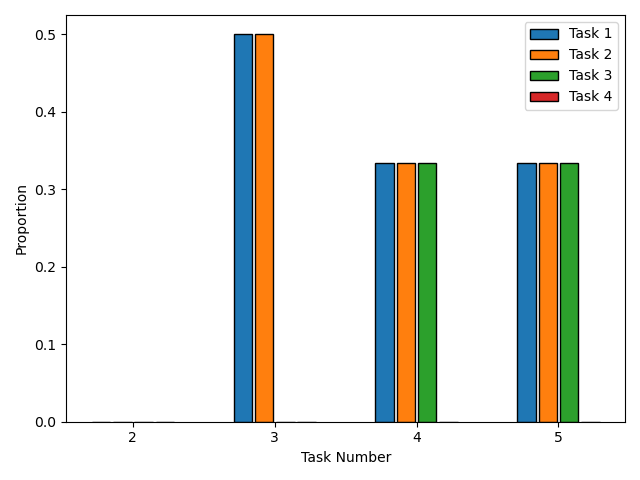 0.5
0.4
0.3
0.2
0.1
0.0
Proportion
2 3 4 5
Task Number
Task 1
Task 2
Task 3
Task 4